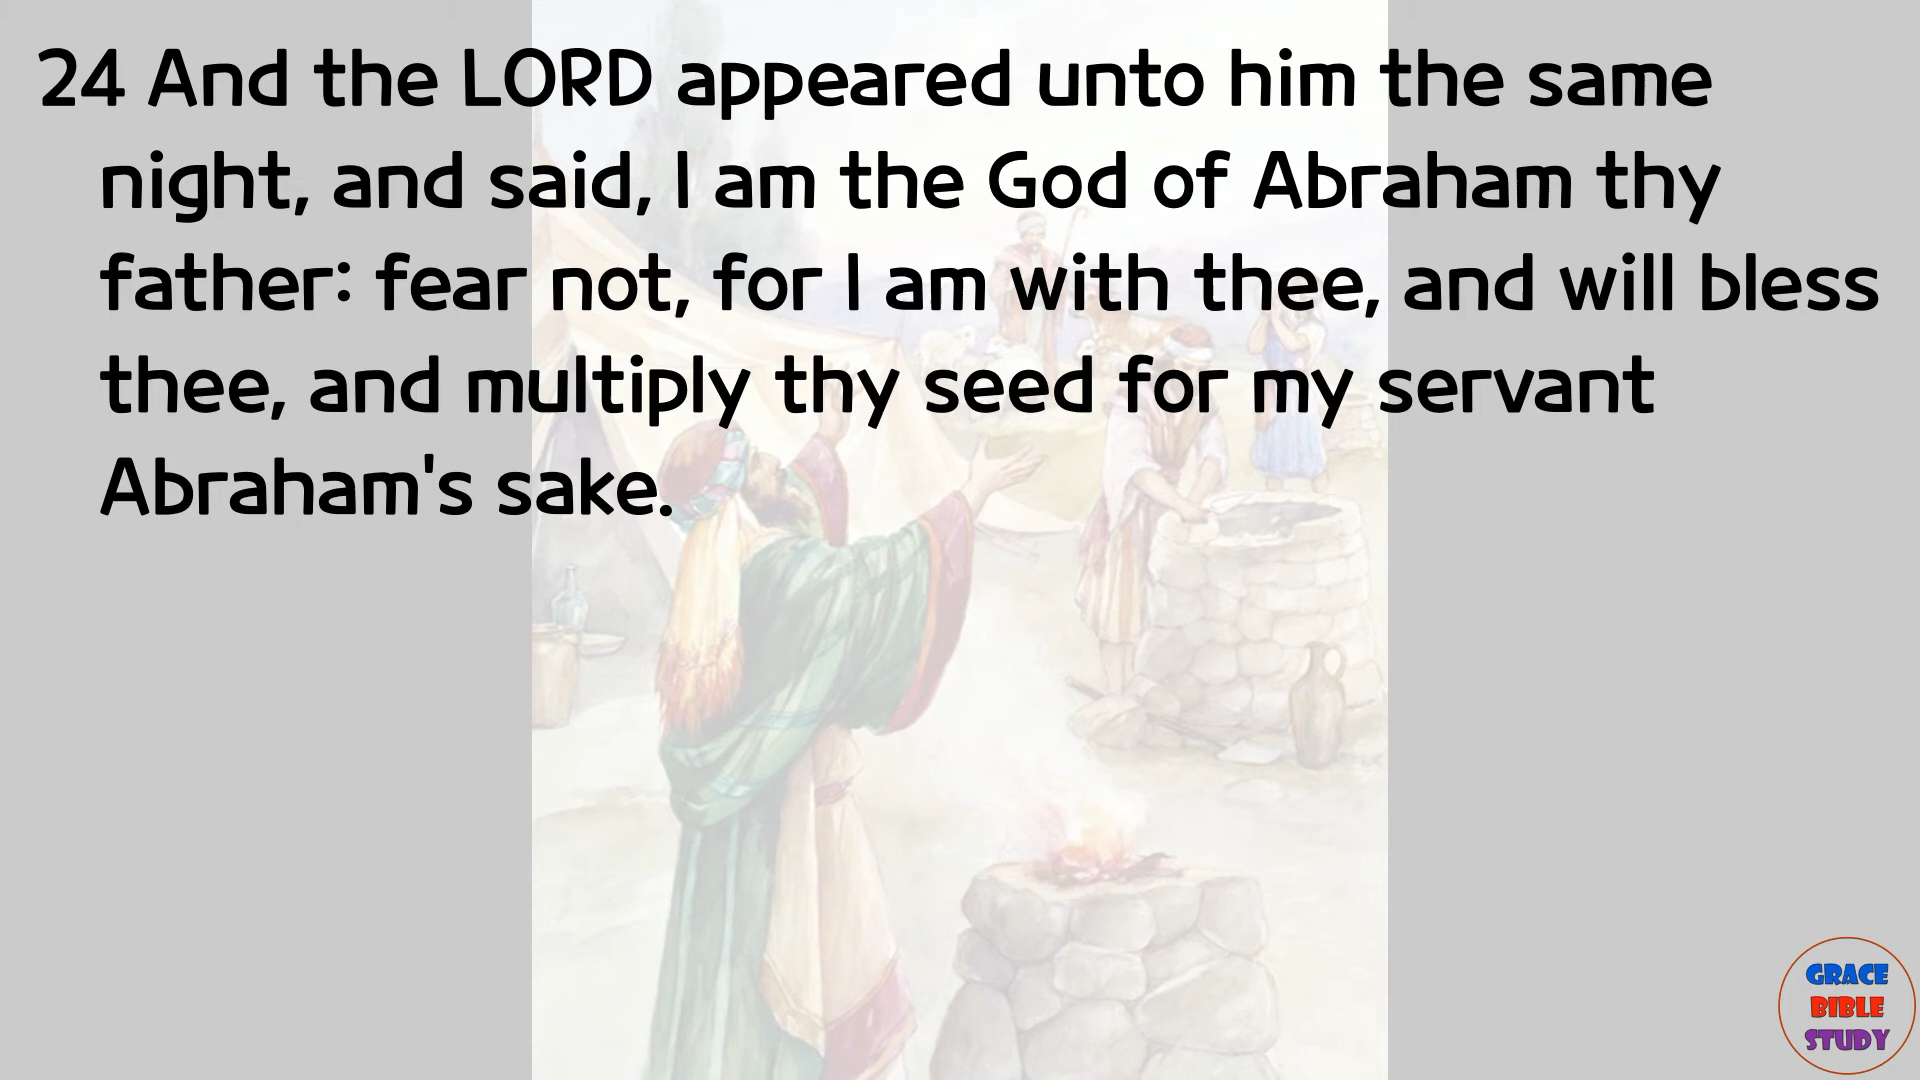 24 And the LORD appeared unto him the same
night, and said, I am the God of Abraham thy
father: fear not, for I am with thee, and will bless
thee, and multiply thy seed for my servant
Abraham's sake.
GRACE
BIBLE
STUDY